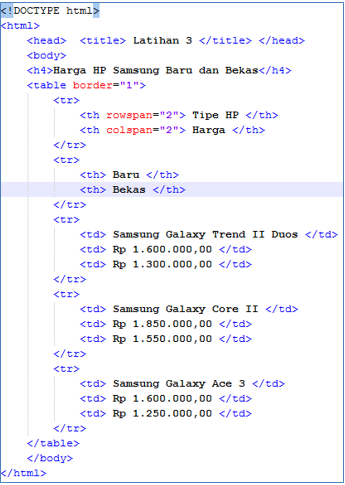 <!DOCTYPE html>
<html>
<head> <title> Latihan 3 </title> </head>
<body>
<h4>Harga HP Samsung Baru dan Bekas</h4>
<table border="1">
<tr>
<th rowspan="2"> Tipe HP </th>
<th colspan="2"> Harga </th>
</tr>
<tr>
<th> Baru </th>
<th> Bekas </th>
</tr>
<tr>
<td> Samsung Galaxy Trend II Duos </td>
<td> Rp 1.600.000,00 </td>
<td> Rp 1.300.000,00 </td>
</tr>
<tr>
<td> Samsung Galaxy Core II </td>
<td> Rp 1.850.000,00 </td>
<td> Rp 1.550.000,00 </td>
</tr>
<tr>
<td> Samsung Galaxy Ace 3 </td>
<td> Rp 1.600.000,00 </td>
<td> Rp 1.250.000,00 </td>
</tr>
</table>
</body>
</html>